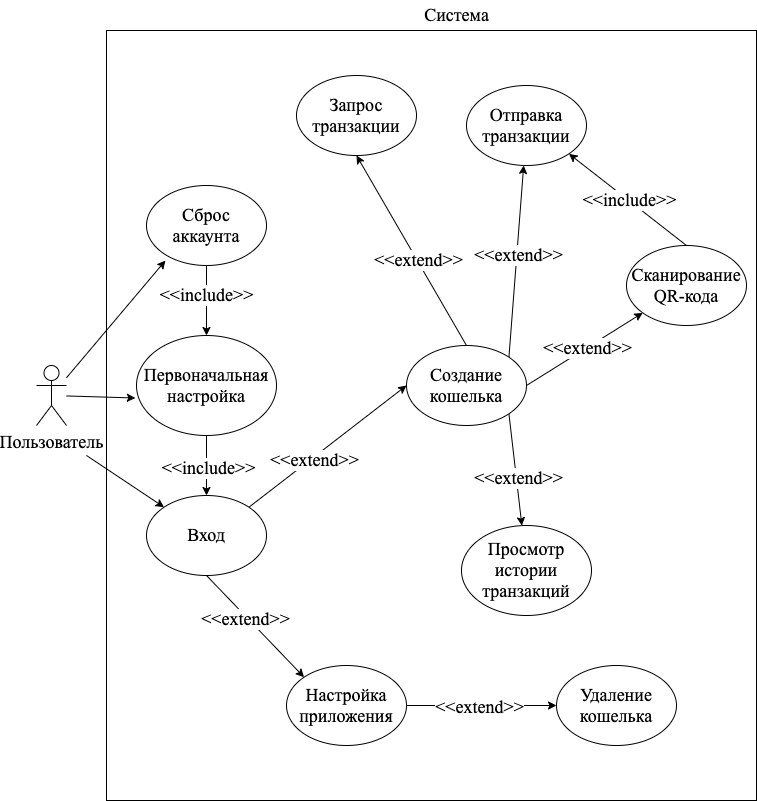 Система
Запрос
транзакции
Отправка
транзакции
<<include>>
Сброс
аккаунта
<<extend>>
<<extend>>
Сканирование
QR-кода
<<include>>
<<extend>>
Первоначальная
настройка
Создание
кошелька
Пользователь
<<include>>
<<extend>>
<<extend>>
Вход
Просмотр
истории
транзакций
<<extend>>
Настройка
приложения
<<extend>>
Удаление
кошелька